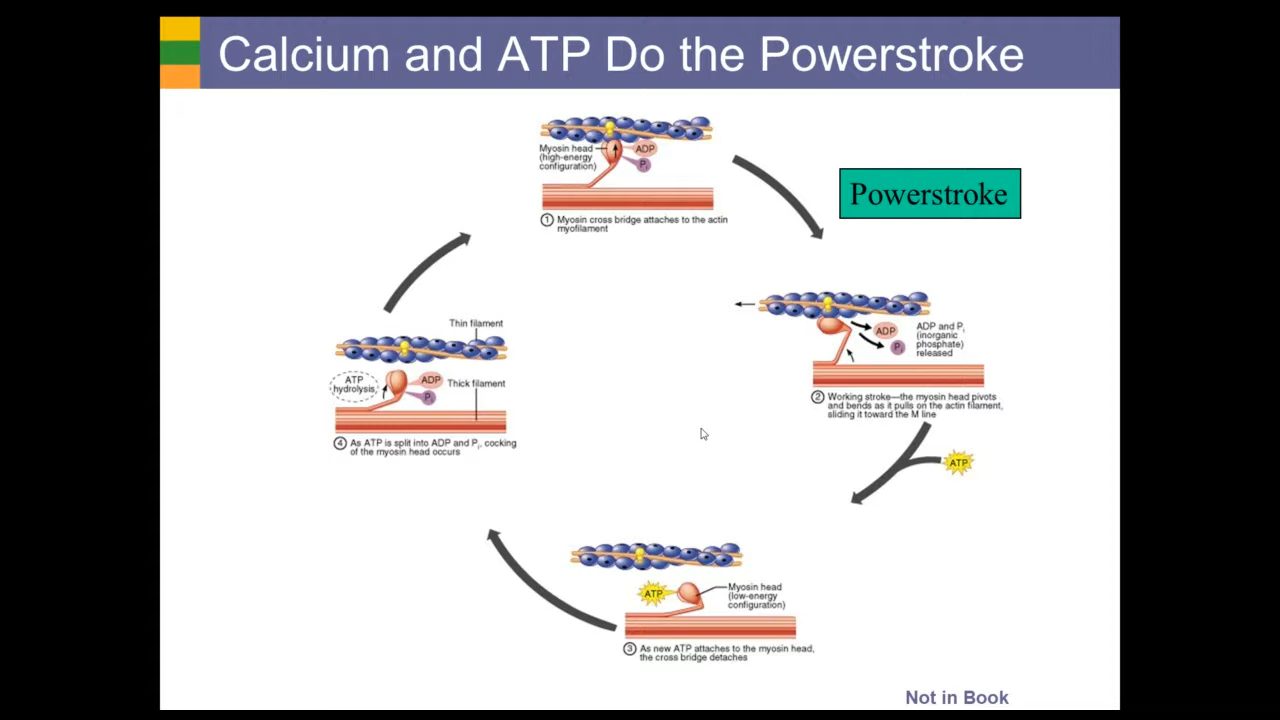 Calcium and ATP Do the Powerstroke
Myosin head
(high-energy
configuration)
ADP
Pi
① Myosin cross bridge attaches to the actin
myofilament
Powerstroke
ADP
Pi
ADP and Pi
(inorganic
phosphate)
released
② Working stroke—the myosin head pivots
and bends as it pulls on the actin filament,
sliding it toward the M line
ATP
ATP
Myosin head
(low-energy
configuration)
③ As new ATP attaches to the myosin head,
the cross bridge detaches
Thin filament
ATP
hydrolysis
ADP
Pi
Thick filament
④ As ATP is split into ADP and Pi, cocking
of the myosin head occurs
Not in Book